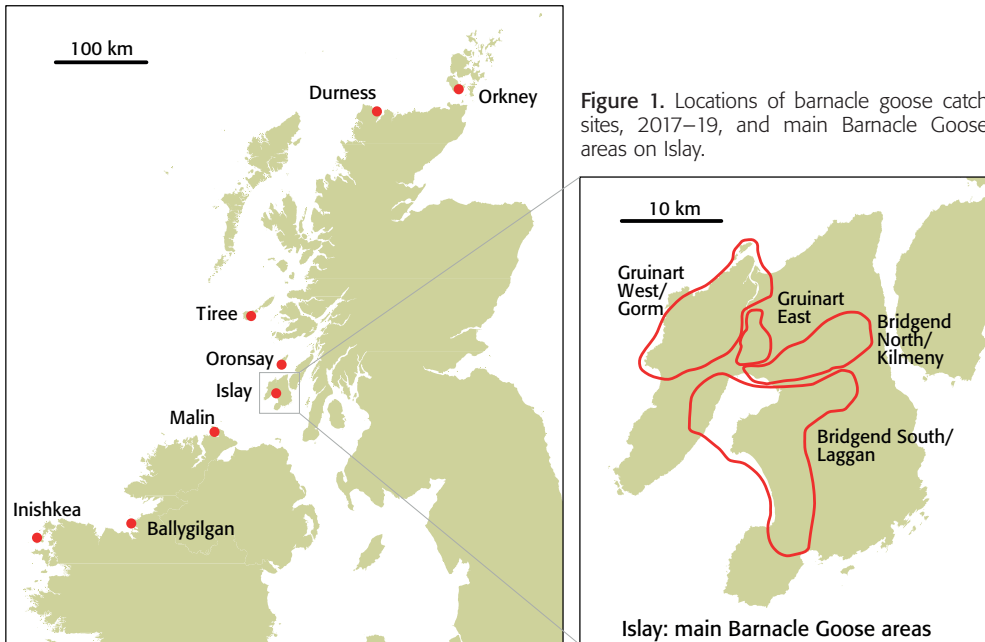 100 km
Durness
Orkney
Tiree
Oronsay
Islay
Malin
Inishkea
Ballygilgan
Figure 1. Locations of barnacle goose catch
sites, 2017–19, and main Barnacle Goose
areas on Islay.
10 km
Gruinart
West/
Gorm
Gruinart
East
Bridgend
North/
Kilmeny
Bridgend South/
Laggan
Islay: main Barnacle Goose areas